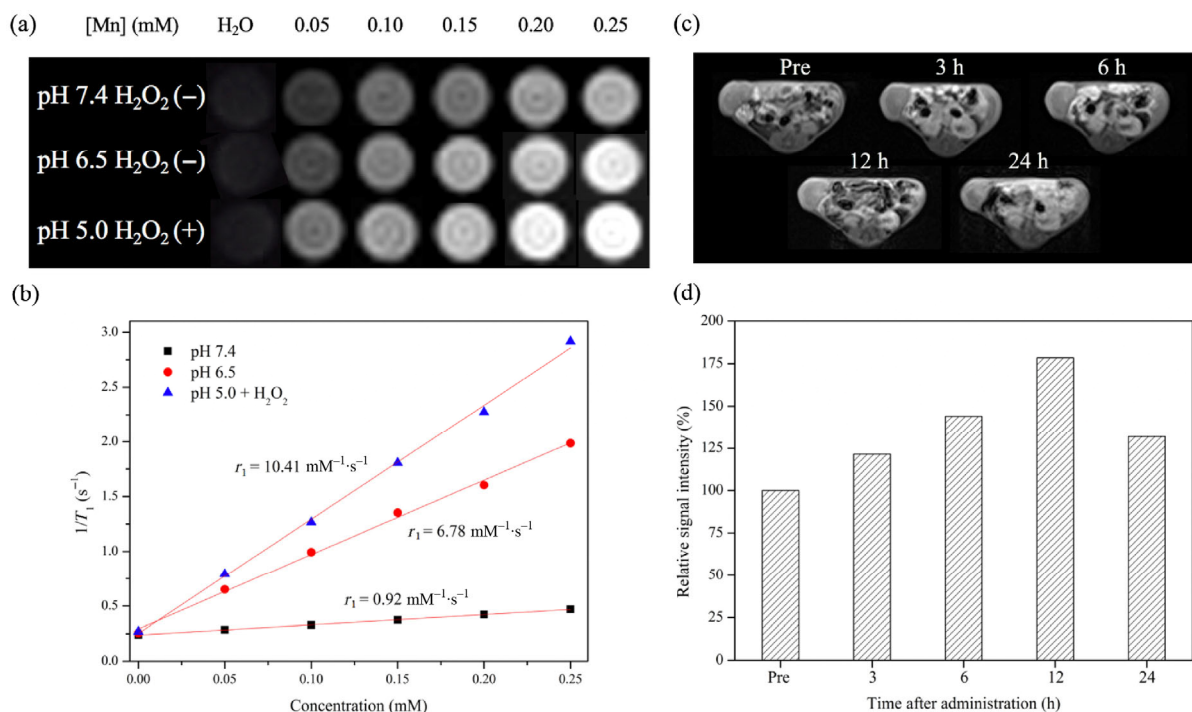 (a)
[Mn] (mM) H₂O 0.05 0.10 0.15 0.20 0.25
pH 7.4 H₂O₂ (−)
pH 6.5 H₂O₂ (−)
pH 5.0 H₂O₂ (+)
(b)
3.0
2.5
2.0
1.5
1.0
0.5
0.0
1/T₁ (s⁻¹)
pH 7.4
pH 6.5
pH 5.0 + H₂O₂
r₁ = 10.41 mM⁻¹·s⁻¹
r₁ = 6.78 mM⁻¹·s⁻¹
r₁ = 0.92 mM⁻¹·s⁻¹
0.00 0.05 0.10 0.15 0.20 0.25
Concentration (mM)
(c)
Pre 3 h 6 h
12 h 24 h
(d)
200
175
150
125
100
75
50
25
0
Relative signal intensity (%)
Pre 3 6 12 24
Time after administration (h)